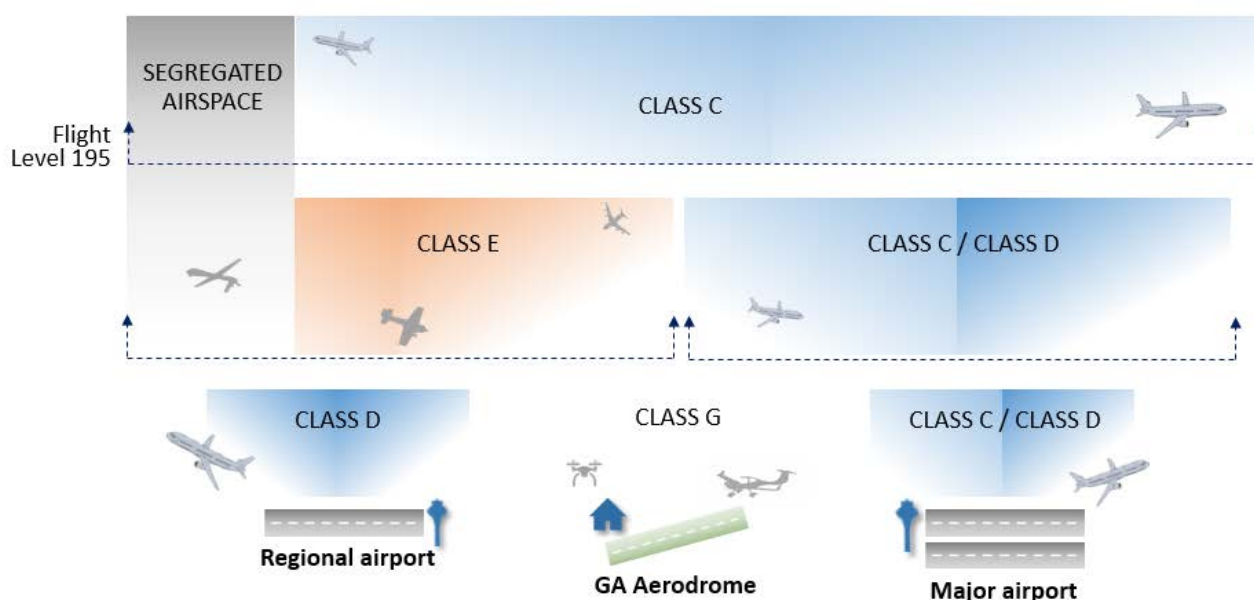 SEGREGATED
AIRSPACE
CLASS C
Flight
Level 195
CLASS E
CLASS C / CLASS D
CLASS D
CLASS G
CLASS C / CLASS D
Regional airport
GA Aerodrome
Major airport